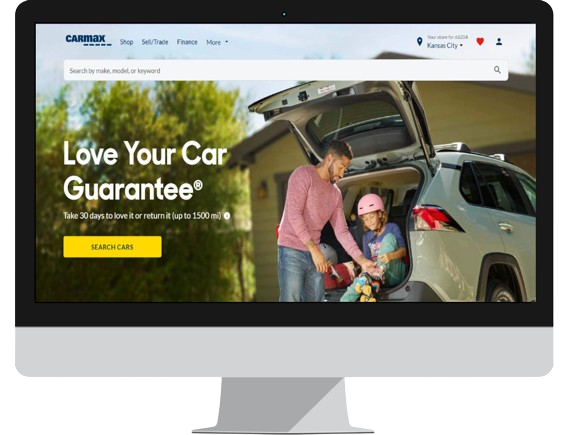 CARMAX
Shop Sell/Trade Finance More
Your store for 66204
Kansas City
Search by make, model, or keyword
Love Your Car
Guarantee®
Take 30 days to love it or return it (up to 1500 mi)
SEARCH CARS